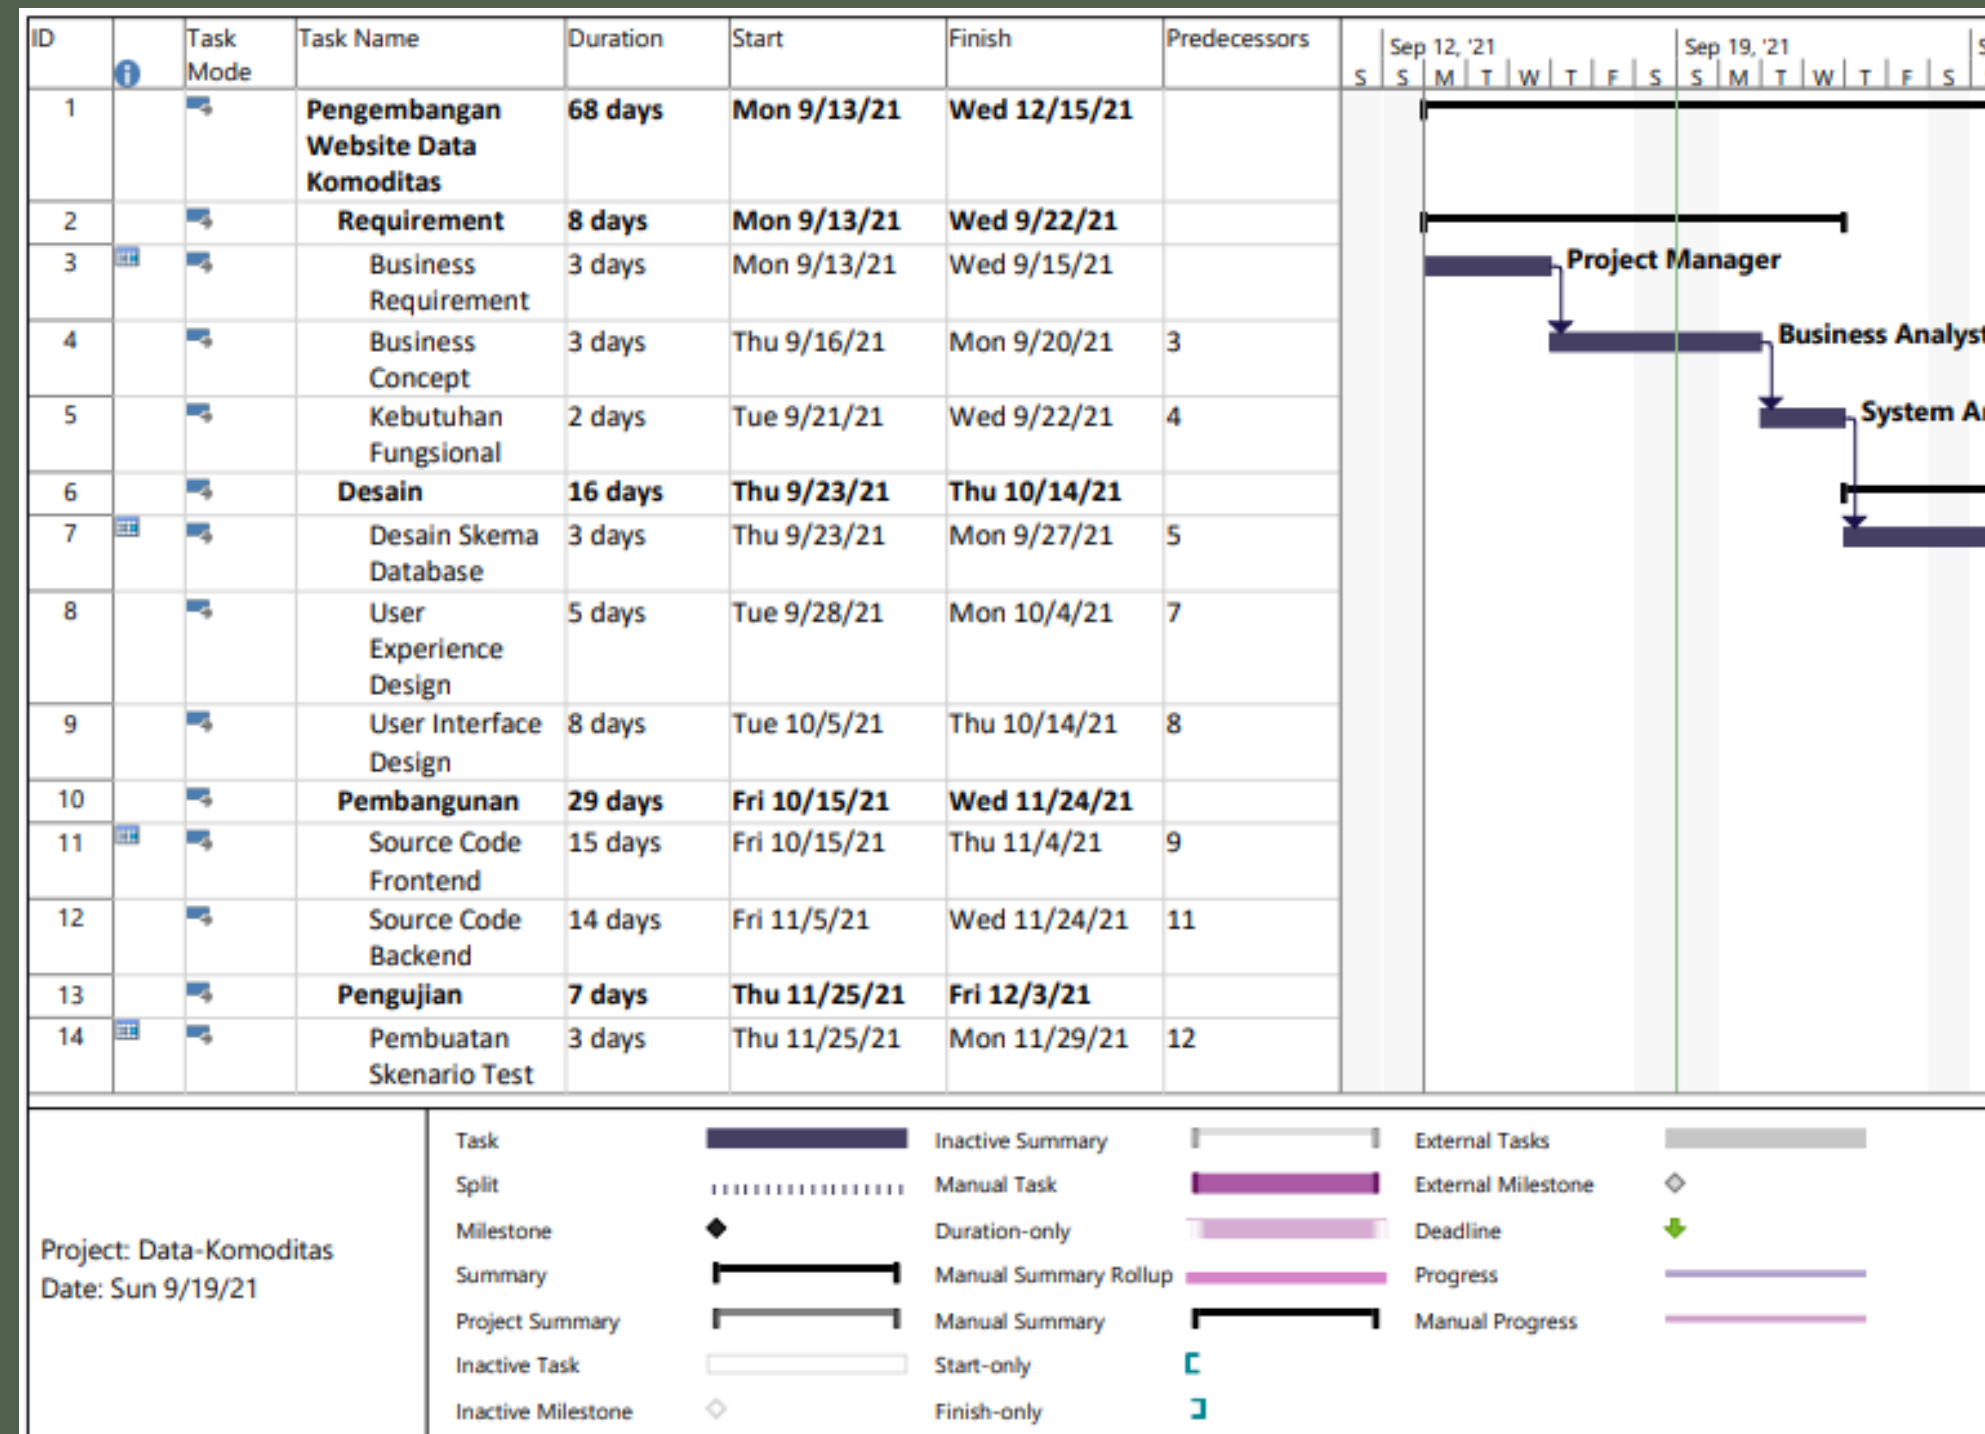 ID Task Mode Task Name Duration Start Finish Predecessors
Sep 12, '21 Sep 19, '21 S
S S M T W T F S S M T W T F S
1 Pengembangan Website Data Komoditas 68 days Mon 9/13/21 Wed 12/15/21
2 Requirement 8 days Mon 9/13/21 Wed 9/22/21
3 Business Requirement 3 days Mon 9/13/21 Wed 9/15/21 Project Manager
4 Business Concept 3 days Thu 9/16/21 Mon 9/20/21 3 Business Analyst
5 Kebutuhan Fungsional 2 days Tue 9/21/21 Wed 9/22/21 4 System
6 Desain 16 days Thu 9/23/21 Thu 10/14/21
7 Desain Skema Database 3 days Thu 9/23/21 Mon 9/27/21 5
8 User Experience Design 5 days Tue 9/28/21 Mon 10/4/21 7
9 User Interface Design 8 days Tue 10/5/21 Thu 10/14/21 8
10 Pembangunan 29 days Fri 10/15/21 Wed 11/24/21
11 Source Code Frontend 15 days Fri 10/15/21 Thu 11/4/21 9
12 Source Code Backend 14 days Fri 11/5/21 Wed 11/24/21 11
13 Pengujian 7 days Thu 11/25/21 Fri 12/3/21
14 Pembuatan Skenario Test 3 days Thu 11/25/21 Mon 11/29/21 12
Project: Data-Komoditas
Date: Sun 9/19/21
Task
Split
Milestone
Summary
Project Summary
Inactive Task
Inactive Milestone
Inactive Summary
Manual Task
Duration-only
Manual Summary Rollup
Manual Summary
Start-only
Finish-only
External Tasks
External Milestone
Deadline
Progress
Manual Progress